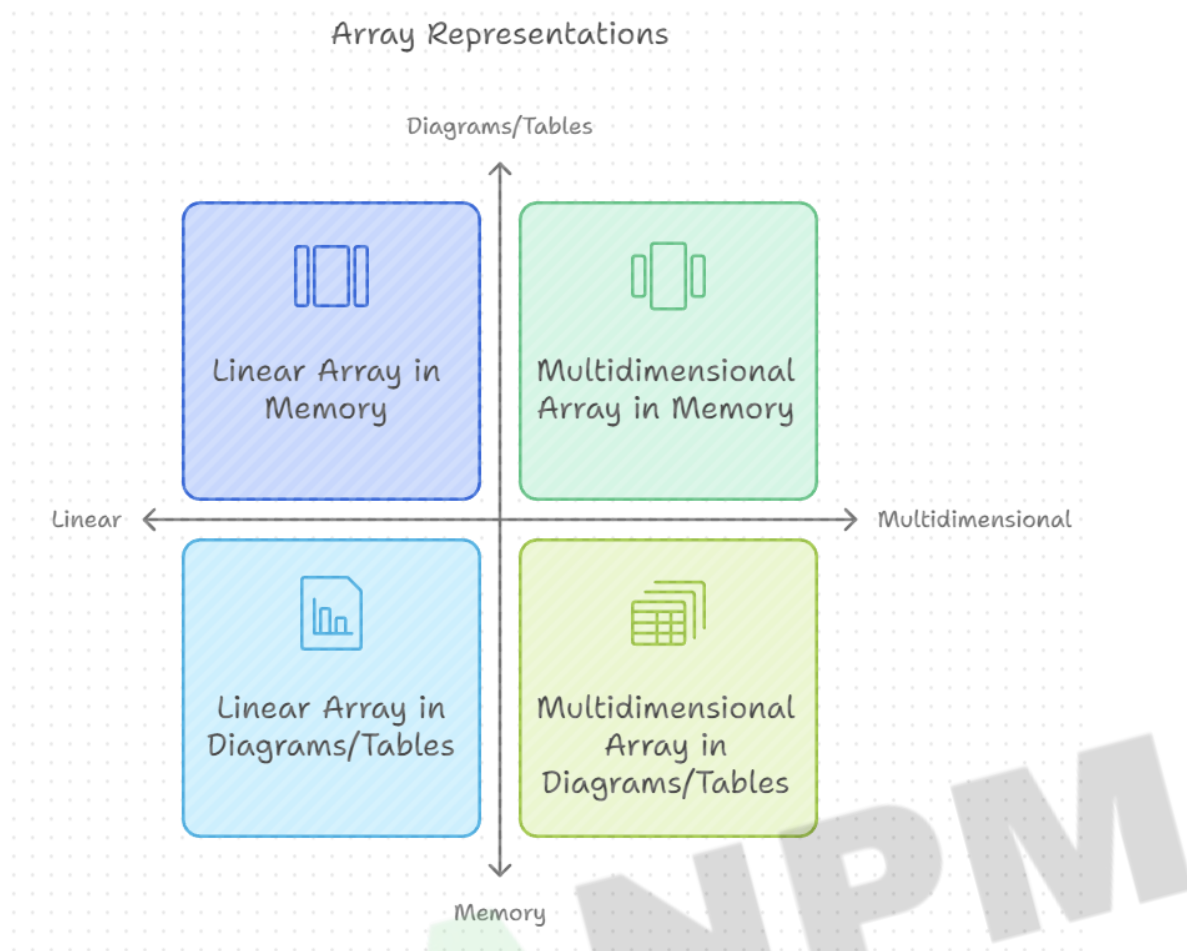 Array Representations
Diagrams/Tables
Linear Array in
Memory
Multidimensional
Array in Memory
Linear
Multidimensional
Linear Array in
Diagrams/Tables
Multidimensional
Array in
Diagrams/Tables
Memory
NPM